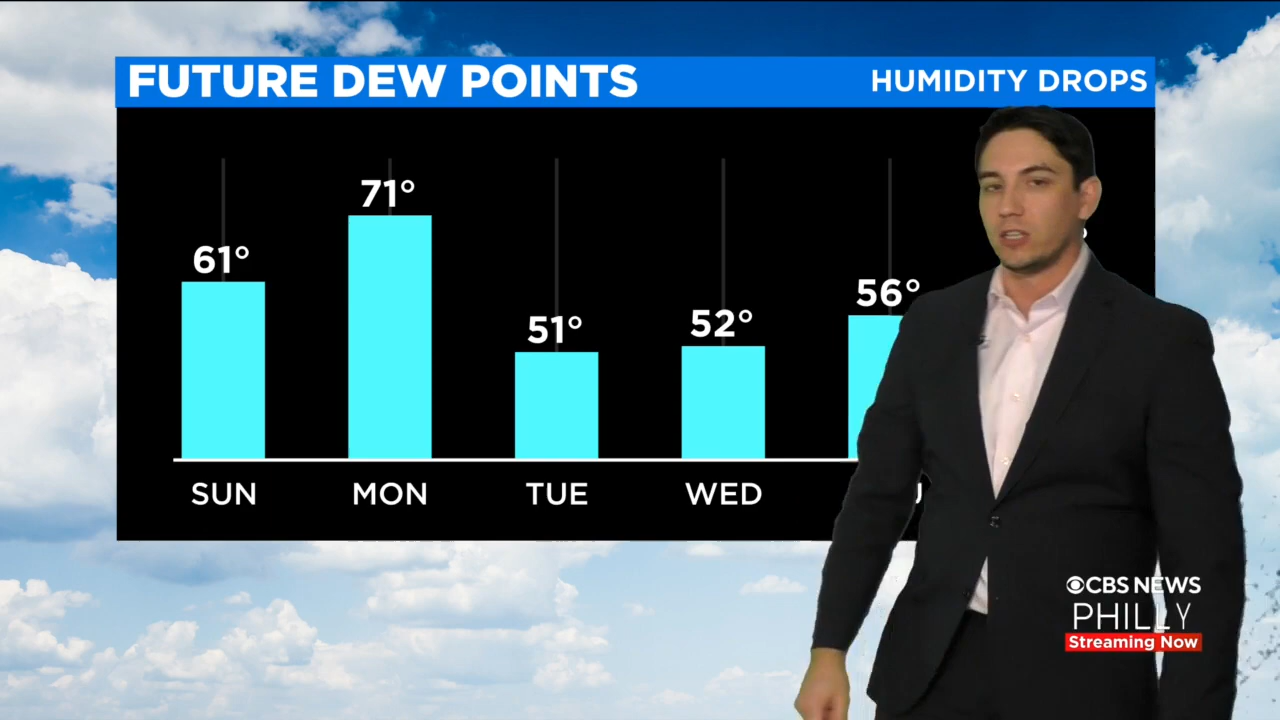 FUTURE DEW POINTS
HUMIDITY DROPS
61° 71° 51° 52° 56°
SUN MON TUE WED
CBS NEWS
PHILLY
Streaming Now